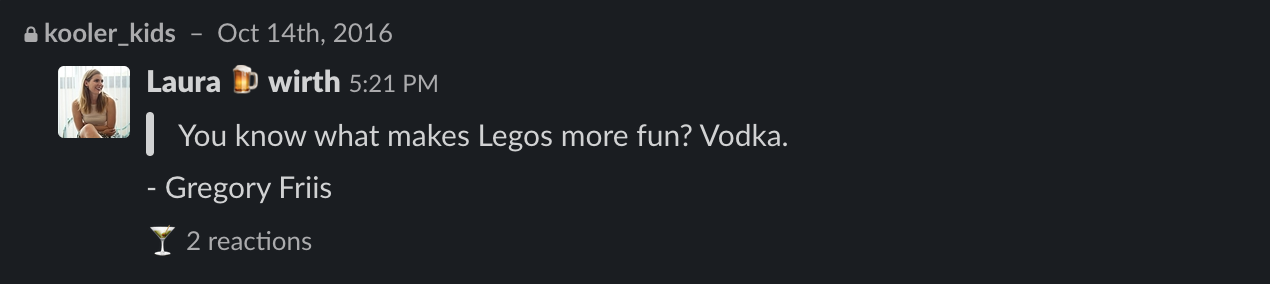 kooler_kids – Oct 14th, 2016
Laura 🍺 wirth 5:21 PM
You know what makes Legos more fun? Vodka.
- Gregory Friis
🍸 2 reactions